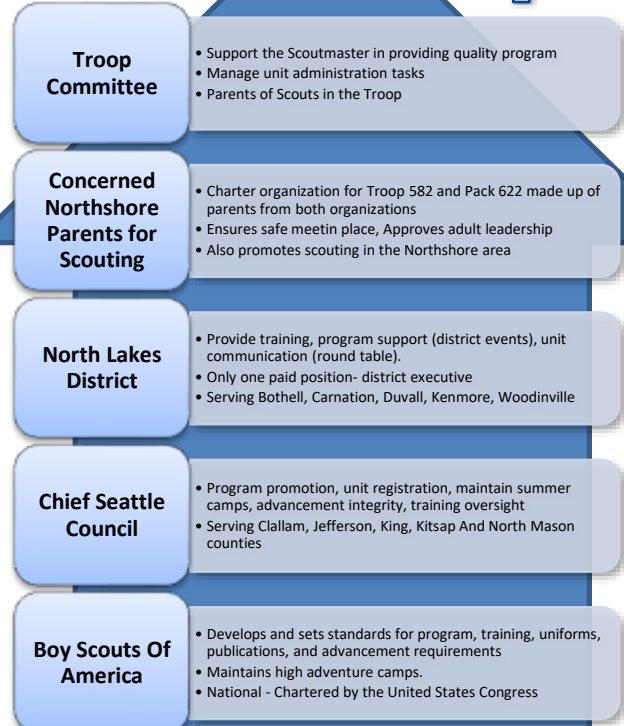 Troop
Committee
• Support the Scoutmaster in providing quality program
• Manage unit administration tasks
• Parents of Scouts in the Troop
Concerned
Northshore
Parents for
Scouting
• Charter organization for Troop 582 and Pack 622 made up of
parents from both organizations
• Ensures safe meetin place, Approves adult leadership
• Also promotes scouting in the Northshore area
North Lakes
District
• Provide training, program support (district events), unit
communication (round table).
• Only one paid position- district executive
• Serving Bothell, Carnation, Duvall, Kenmore, Woodinville
Chief Seattle
Council
• Program promotion, unit registration, maintain summer
camps, advancement integrity, training oversight
• Serving Clallam, Jefferson, King, Kitsap And North Mason
counties
Boy Scouts Of
America
• Develops and sets standards for program, training, uniforms,
publications, and advancement requirements
• Maintains high adventure camps.
• National - Chartered by the United States Congress